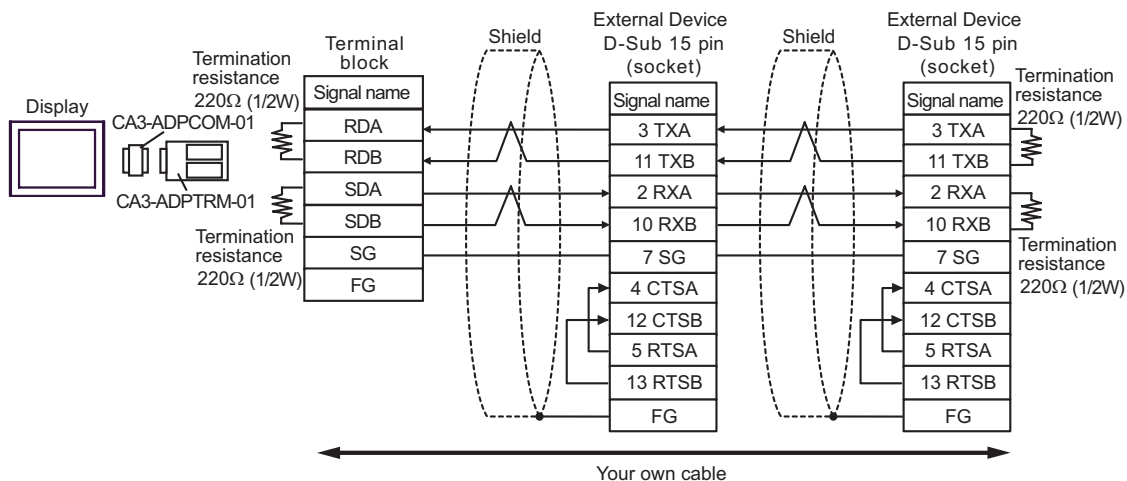 Display
CA3-ADPCOM-01
CA3-ADPTRM-01
Termination
resistance
220Ω (1/2W)
Termination
resistance
220Ω (1/2W)
Terminal
block
Signal name
RDA
RDB
SDA
SDB
SG
FG
Shield
External Device
D-Sub 15 pin
(socket)
Signal name
3 TXA
11 TXB
2 RXA
10 RXB
7 SG
4 CTSA
12 CTSB
5 RTSA
13 RTSB
FG
Shield
External Device
D-Sub 15 pin
(socket)
Signal name
3 TXA
11 TXB
2 RXA
10 RXB
7 SG
4 CTSA
12 CTSB
5 RTSA
13 RTSB
FG
Termination
resistance
220Ω (1/2W)
Termination
resistance
220Ω (1/2W)
Your own cable